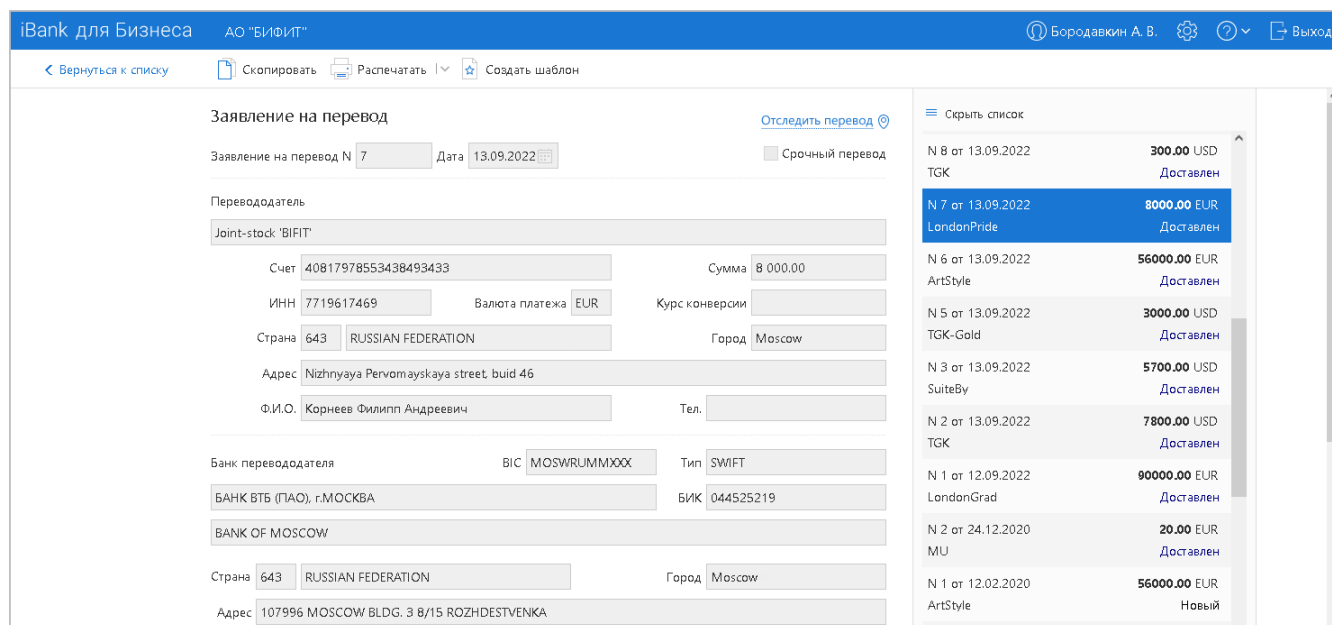 iBank для Бизнеса АО "БИФИТ" Бородавкин А. В. Выход
Вернуться к списку Скопировать Распечатать Создать шаблон
Заявление на перевод
Отследить перевод
Заявление на перевод N 7 Дата 13.09.2022 Срочный перевод
Перевододатель
Joint-stock 'BIFIT'
Счет 40817978553438493433 Сумма 8 000.00
ИНН 7719617469 Валюта платежа EUR Курс конверсии
Страна 643 RUSSIAN FEDERATION Город Moscow
Адрес Nizhnyaya Pervomayskaya street, buid 46
Ф.И.О. Корнеев Филипп Андреевич Тел.
Банк перевододателя BIC MOSWRUMMXXX Тип SWIFT
БАНК ВТБ (ПАО), г.МОСКВА БИК 044525219
BANK OF MOSCOW
Страна 643 RUSSIAN FEDERATION Город Moscow
Адрес 107996 MOSCOW BLDG. 3 8/15 ROZHDESTVENKA
Скрыть список
N 8 от 13.09.2022 300.00 USD
TGK Доставлен
N 7 от 13.09.2022 8000.00 EUR
LondonPride Доставлен
N 6 от 13.09.2022 56000.00 EUR
ArtStyle Доставлен
N 5 от 13.09.2022 3000.00 USD
TGK-Gold Доставлен
N 3 от 13.09.2022 5700.00 USD
SuiteBy Доставлен
N 2 от 13.09.2022 7800.00 USD
TGK Доставлен
N 1 от 12.09.2022 90000.00 EUR
LondonGrad Доставлен
N 2 от 24.12.2020 20.00 EUR
MU Доставлен
N 1 от 12.02.2020 56000.00 EUR
ArtStyle Новый